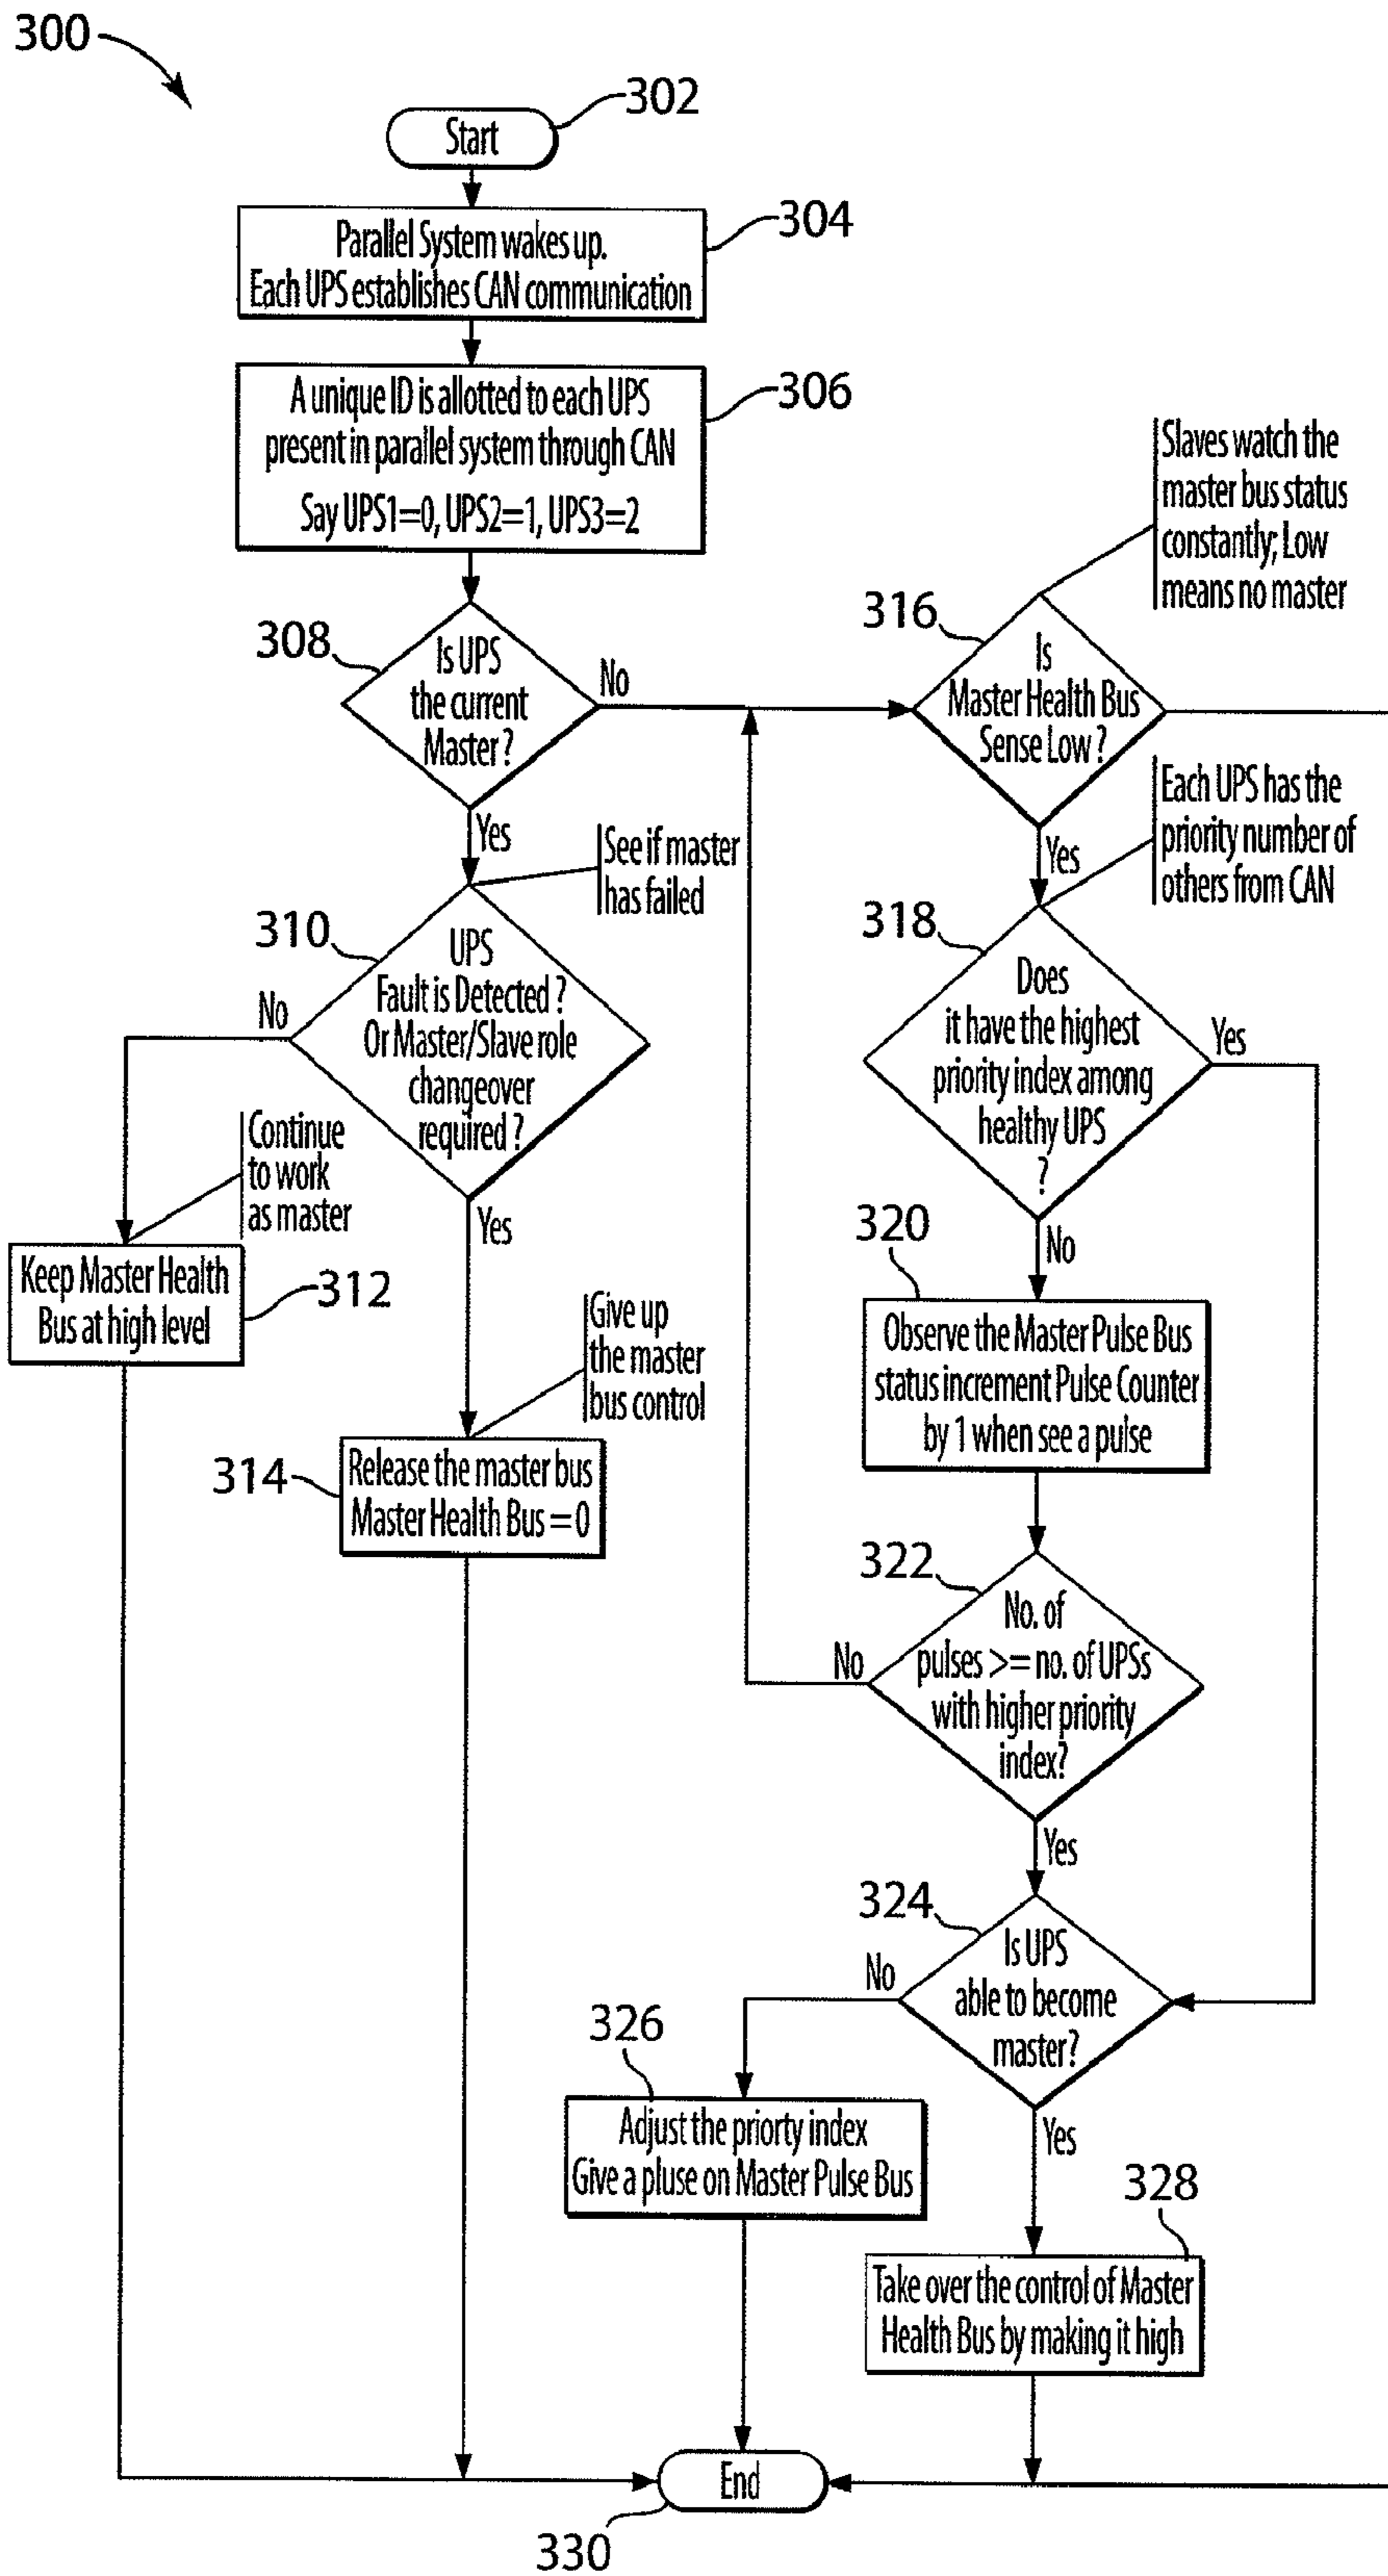 300
302
Start
304
Parallel System wakes up.
Each UPS establishes CAN communication
306
A unique ID is allotted to each UPS
present in parallel system through CAN
Say UPS1=0, UPS2=1, UPS3=2
Slaves watch the
master bus status
constantly; Low
means no master
308
Is UPS
the current
Master?
No
Yes
316
Is
Master Health Bus
Sense Low?
Yes
See if master
has failed
Each UPS has the
priority number of
others from CAN
310
UPS
Fault is Detected?
Or Master/Slave role
changeover
required?
No
Yes
318
Does
it have the highest
priority index among
healthy UPS
?
Yes
No
Continue
to work
as master
Keep Master Health
Bus at high level
312
Give up
the master
bus control
314
Release the master bus
Master Health Bus = 0
320
Observe the Master Pulse Bus
status increment Pulse Counter
by 1 when see a pulse
322
No. of
pulses >= no. of UPSs
with higher priority
index?
No
Yes
324
Is UPS
able to become
master?
No
Yes
326
Adjust the priorty index
Give a pluse on Master Pulse Bus
328
Take over the control of Master
Health Bus by making it high
End
330